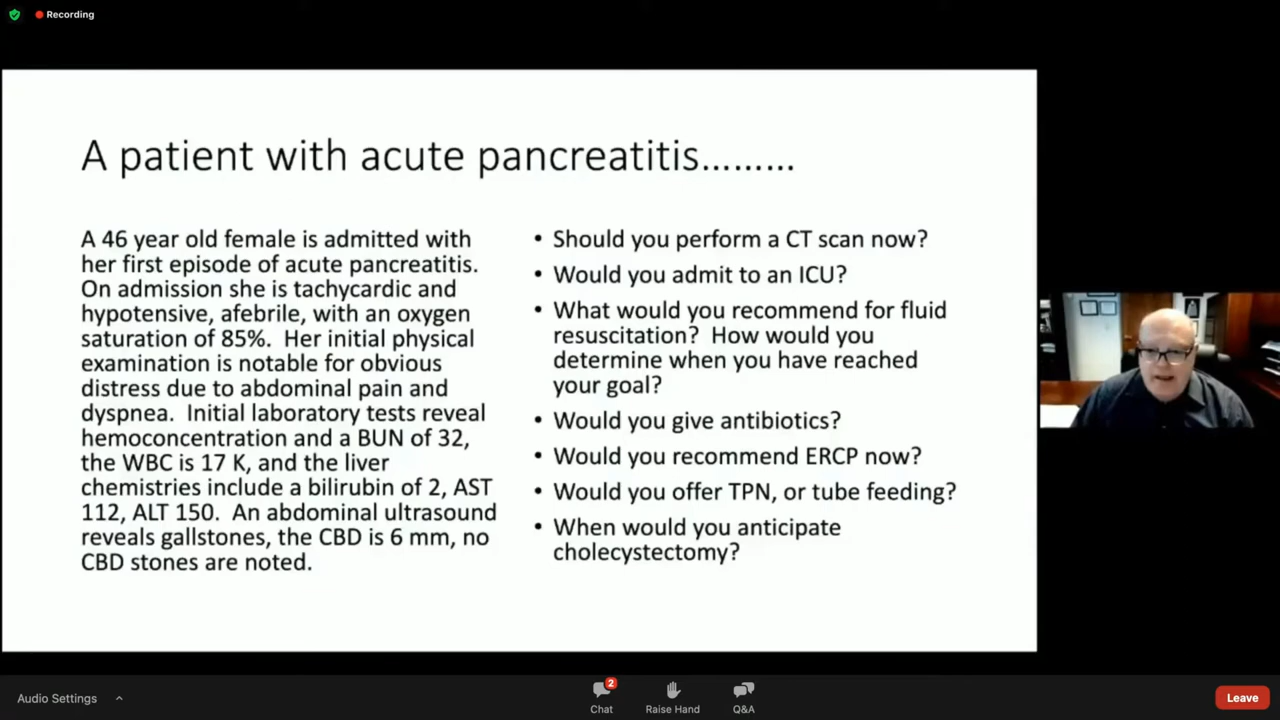 Recording
A patient with acute pancreatitis………
A 46 year old female is admitted with
her first episode of acute pancreatitis.
On admission she is tachycardic and
hypotensive, afebrile, with an oxygen
saturation of 85%.  Her initial physical
examination is notable for obvious
distress due to abdominal pain and
dyspnea.  Initial laboratory tests reveal
hemoconcentration and a BUN of 32,
the WBC is 17 K, and the liver
chemistries include a bilirubin of 2, AST
112, ALT 150.  An abdominal ultrasound
reveals gallstones, the CBD is 6 mm, no
CBD stones are noted.
• Should you perform a CT scan now?
• Would you admit to an ICU?
• What would you recommend for fluid
resuscitation?  How would you
determine when you have reached
your goal?
• Would you give antibiotics?
• Would you recommend ERCP now?
• Would you offer TPN, or tube feeding?
• When would you anticipate
cholecystectomy?
Audio Settings
2
Chat
Raise Hand
Q&A
Leave